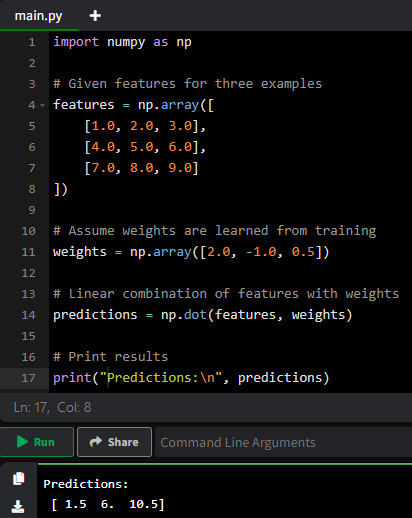 main.py +
1 import numpy as np
2
3 # Given features for three examples
4 features = np.array([
5     [1.0, 2.0, 3.0],
6     [4.0, 5.0, 6.0],
7     [7.0, 8.0, 9.0]
8 ])
9
10 # Assume weights are learned from training
11 weights = np.array([2.0, -1.0, 0.5])
12
13 # Linear combination of features with weights
14 predictions = np.dot(features, weights)
15
16 # Print results
17 print("Predictions:\n", predictions)
Ln: 17, Col: 8
Run Share Command Line Arguments
Predictions:
 [ 1.5  6.  10.5]